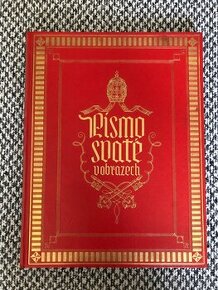 Písmo
svaté
v obrazech